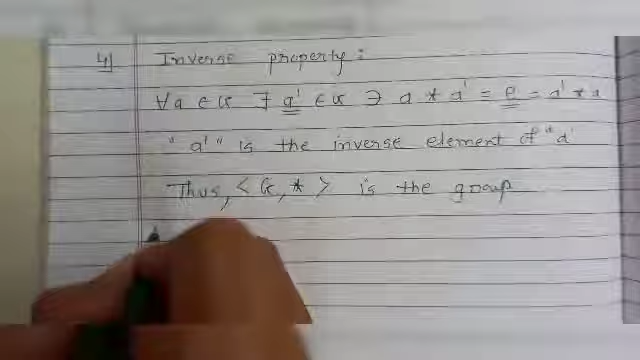 4] Inverse property :
∀ a ∈ G ∃ a' ∈ G ∋ a * a' = e = a' * a
" a' " is the inverse element of "a"
Thus, < G, * > is the group